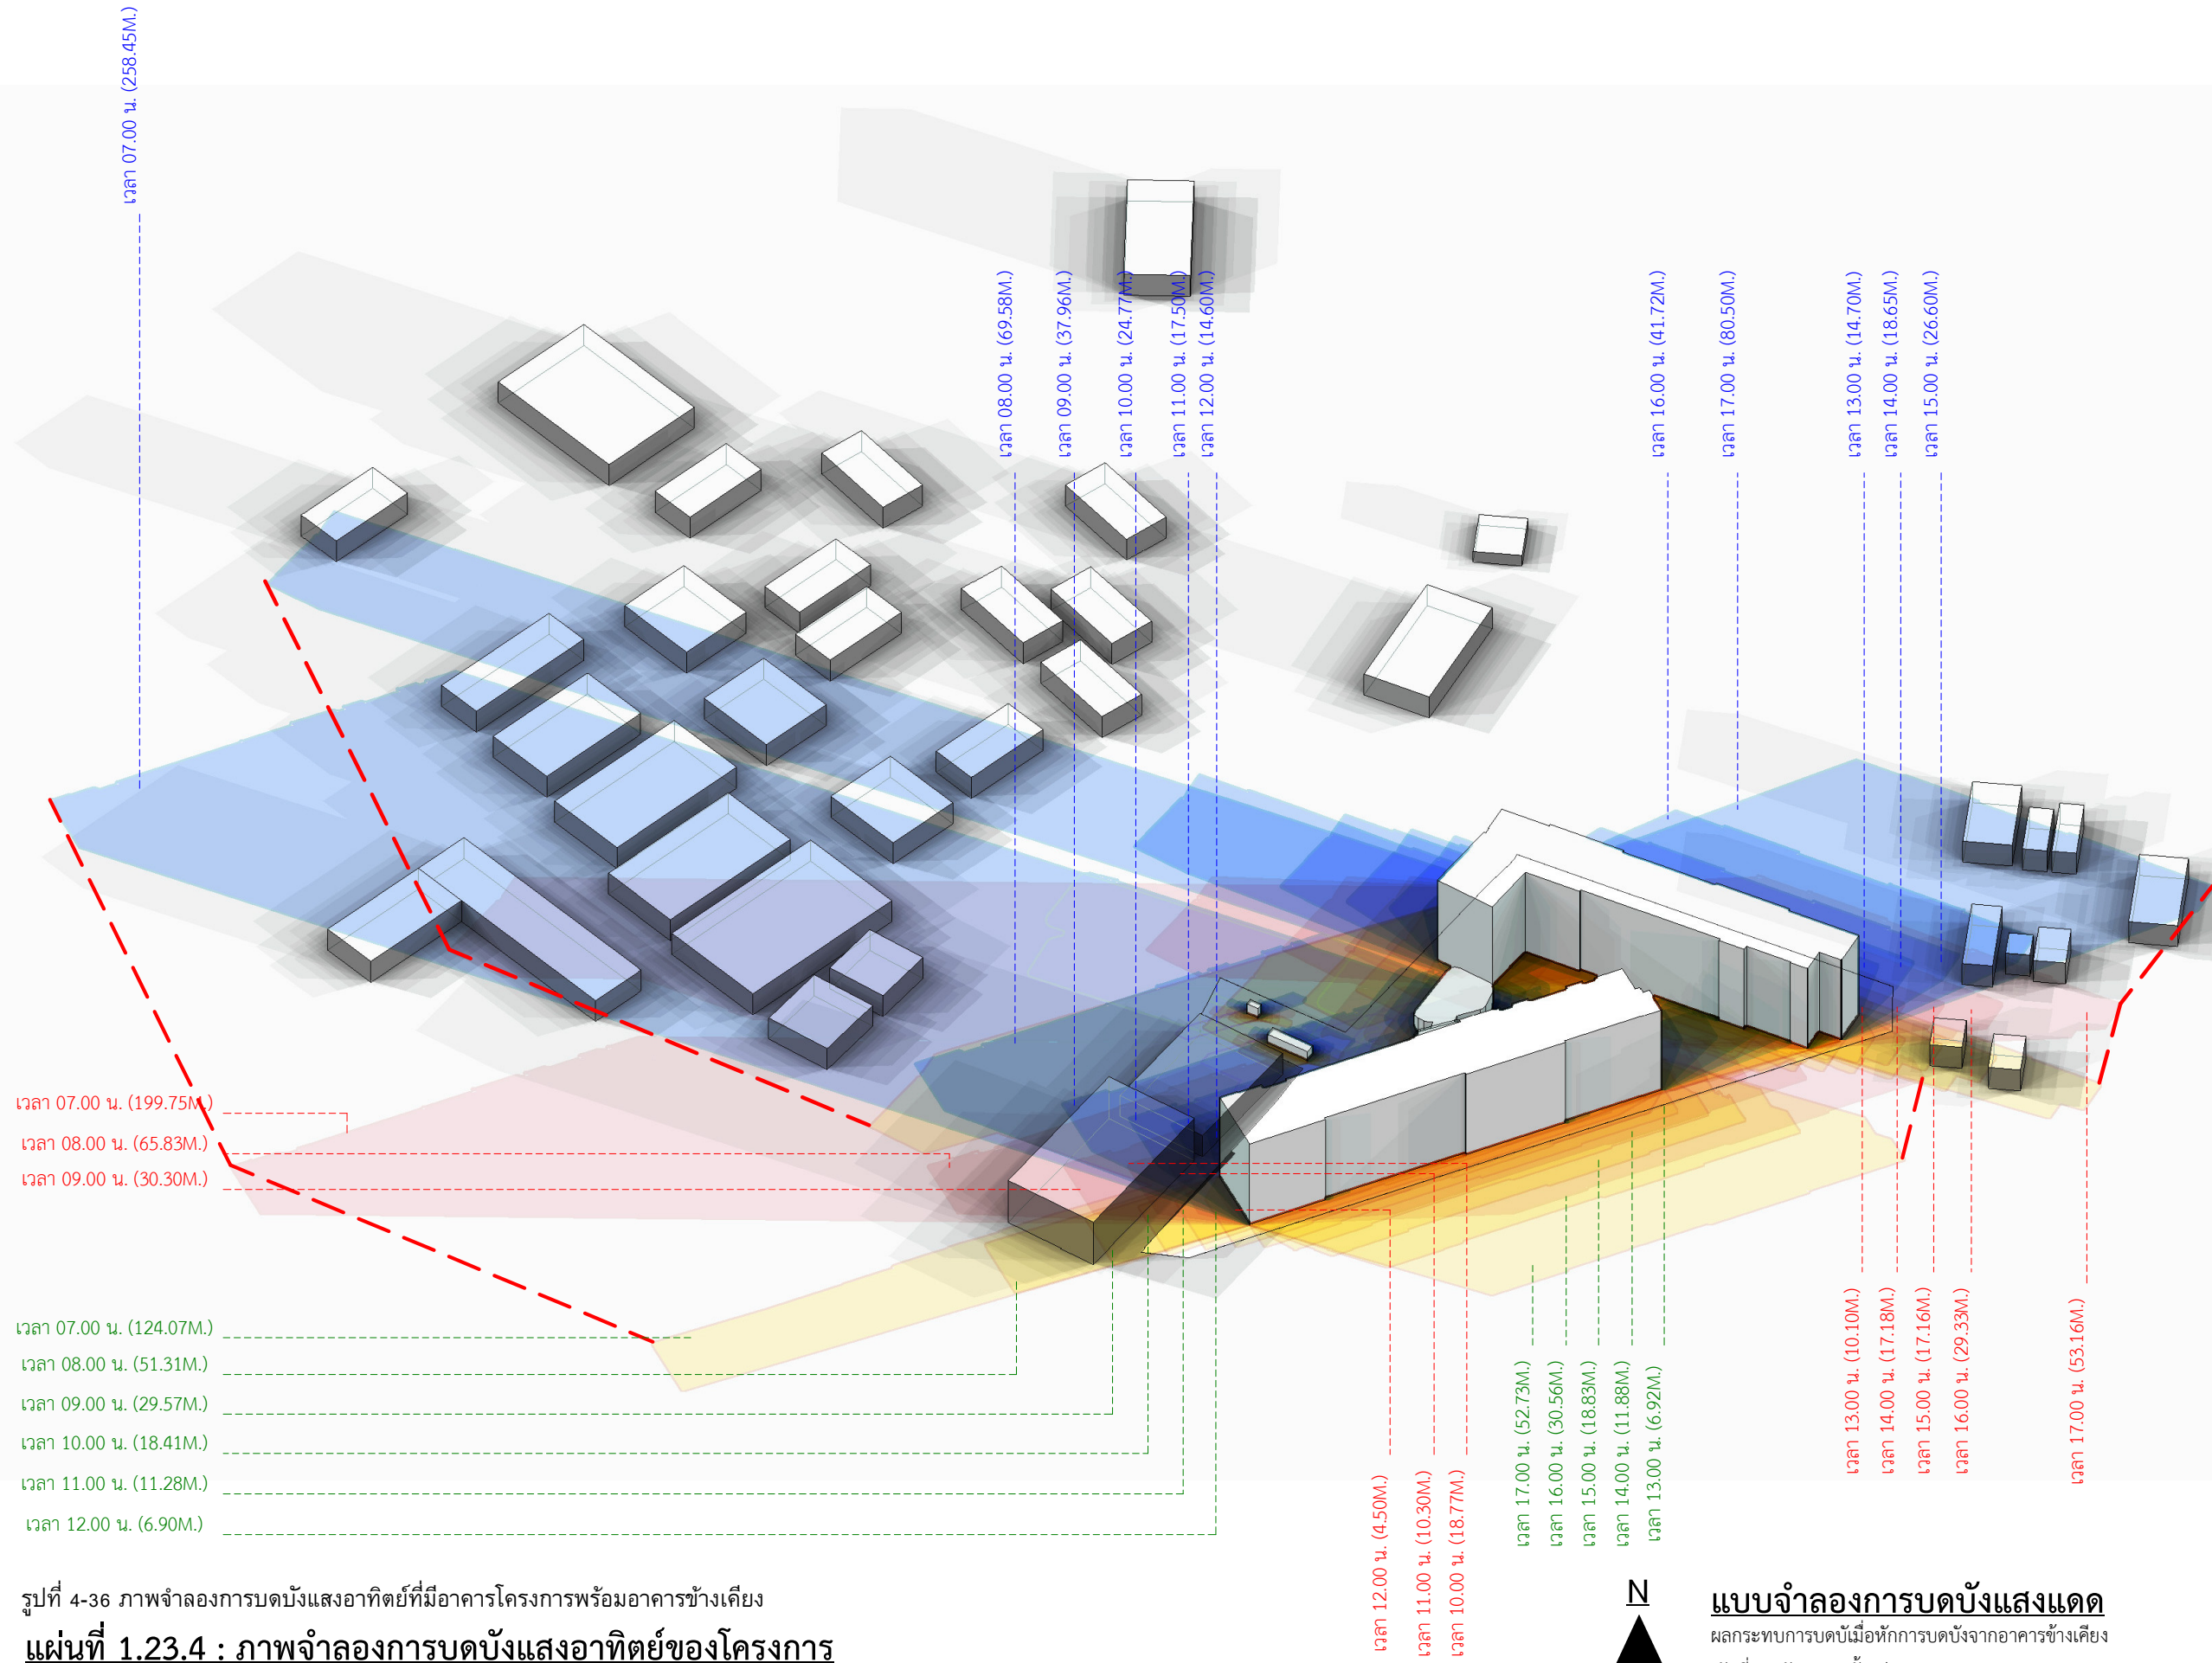 เวลา 07.00 น. (258.45M.)
เวลา 08.00 น. (69.58M.)
เวลา 09.00 น. (37.96M.)
เวลา 10.00 น. (24.77M.)
เวลา 11.00 น. (17.50M.)
เวลา 12.00 น. (14.60M.)
เวลา 16.00 น. (41.72M.)
เวลา 17.00 น. (80.50M.)
เวลา 13.00 น. (14.70M.)
เวลา 14.00 น. (18.65M.)
เวลา 15.00 น. (26.60M.)
เวลา 07.00 น. (199.75M.)
เวลา 08.00 น. (65.83M.)
เวลา 09.00 น. (30.30M.)
เวลา 07.00 น. (124.07M.)
เวลา 08.00 น. (51.31M.)
เวลา 09.00 น. (29.57M.)
เวลา 10.00 น. (18.41M.)
เวลา 11.00 น. (11.28M.)
เวลา 12.00 น. (6.90M.)
เวลา 12.00 น. (4.50M.)
เวลา 11.00 น. (10.30M.)
เวลา 10.00 น. (18.77M.)
เวลา 17.00 น. (52.73M.)
เวลา 16.00 น. (30.56M.)
เวลา 15.00 น. (18.83M.)
เวลา 14.00 น. (11.88M.)
เวลา 13.00 น. (6.92M.)
เวลา 13.00 น. (10.10M.)
เวลา 14.00 น. (17.18M.)
เวลา 15.00 น. (17.16M.)
เวลา 16.00 น. (29.33M.)
เวลา 17.00 น. (53.16M.)
รูปที่ 4-36 ภาพจำลองการบดบังแสงอาทิตย์ที่มีอาคารโครงการพร้อมอาคารข้างเคียง
แผ่นที่ 1.23.4 : ภาพจำลองการบดบังแสงอาทิตย์ของโครงการ
N
แบบจำลองการบดบังแสงแดด
ผลกระทบการบดบัเมื่อหักการบดบังจากอาคารข้างเคียง